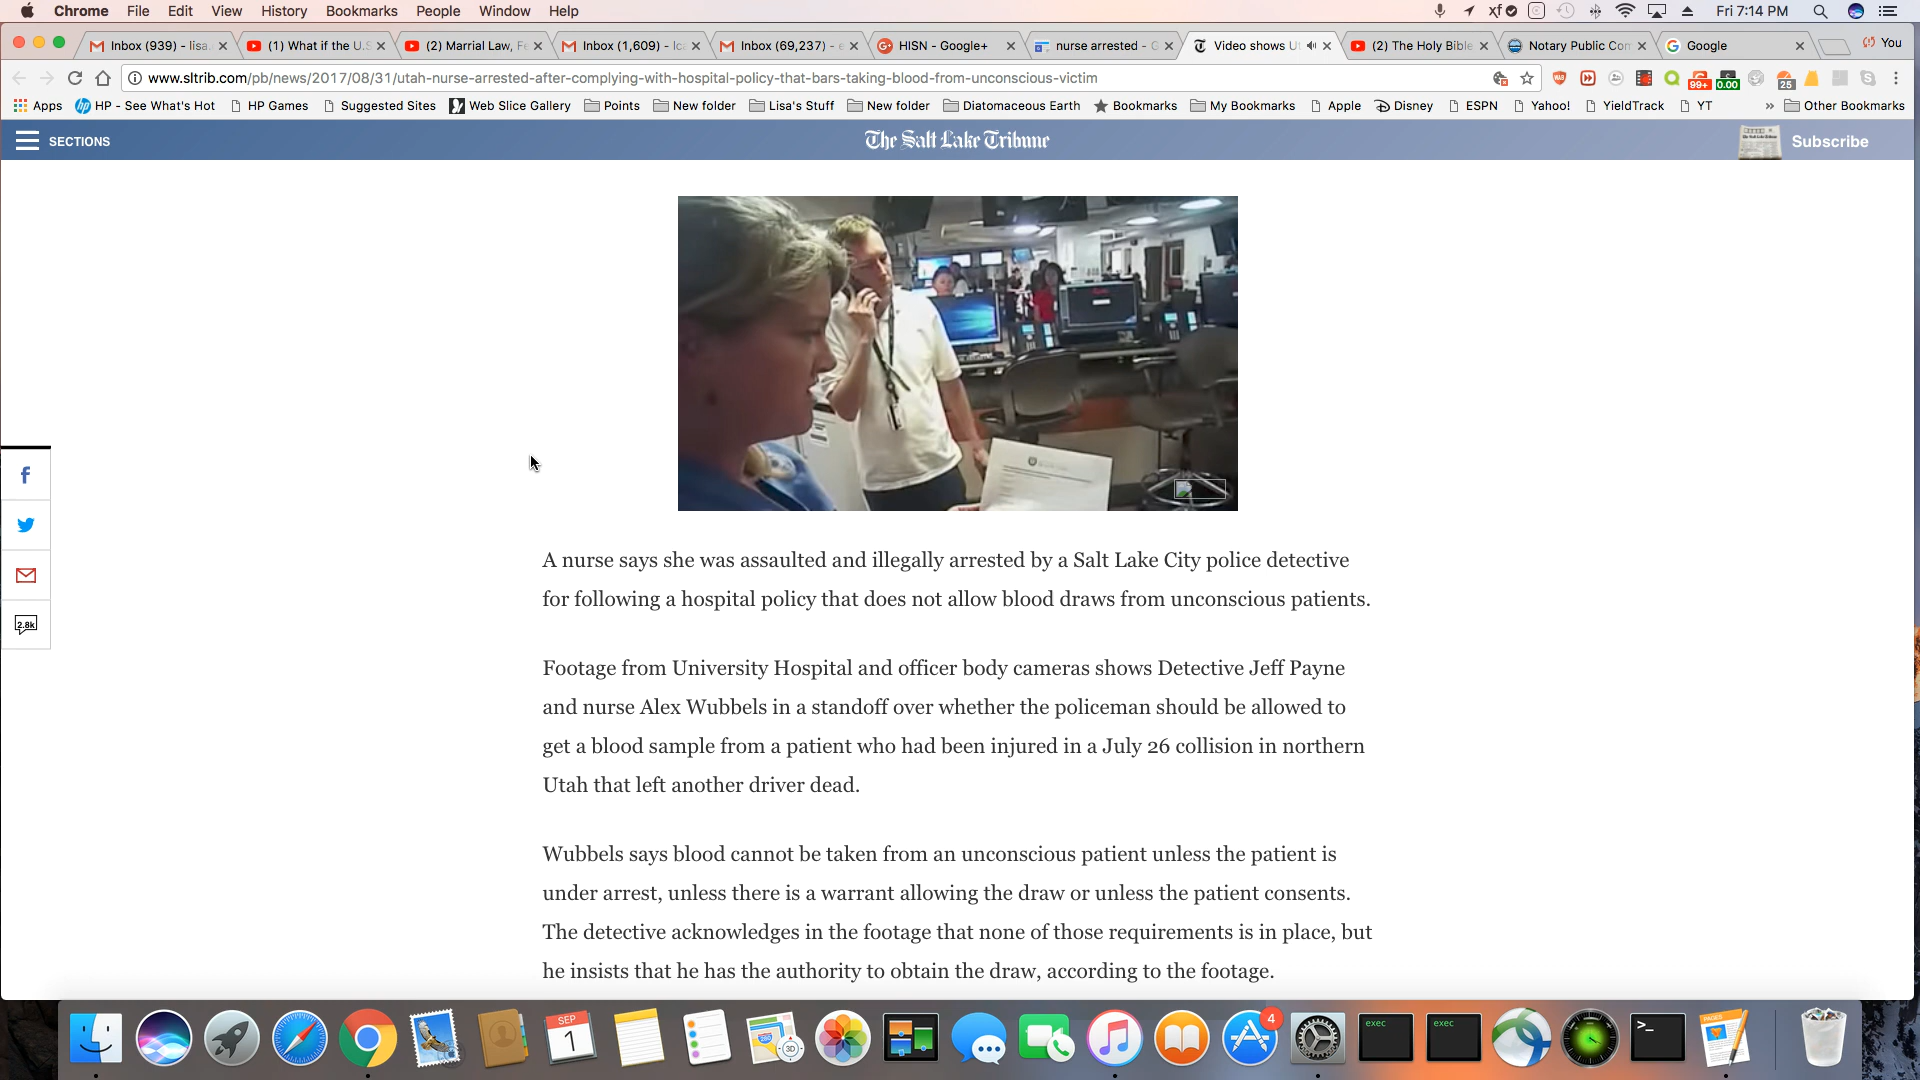 Chrome File Edit View History Bookmarks People Window Help
Fri 7:14 PM
Inbox (939) - lisa.
(1) What if the U.S
(2) Marrial Law, Fe
Inbox (1,609) - lc
Inbox (69,237) - e
HISN - Google+
nurse arrested - G
Video shows Ut
(2) The Holy Bible
Notary Public Con
Google
You
www.sltrib.com/pb/news/2017/08/31/utah-nurse-arrested-after-complying-with-hospital-policy-that-bars-taking-blood-from-unconscious-victim
99+ 0.00 25
Apps HP - See What's Hot HP Games Suggested Sites Web Slice Gallery Points New folder Lisa's Stuff New folder Diatomaceous Earth Bookmarks My Bookmarks Apple Disney ESPN Yahoo! YieldTrack YT » Other Bookmarks
SECTIONS
The Salt Lake Tribune
Subscribe
2.8k
A nurse says she was assaulted and illegally arrested by a Salt Lake City police detective
for following a hospital policy that does not allow blood draws from unconscious patients.
Footage from University Hospital and officer body cameras shows Detective Jeff Payne
and nurse Alex Wubbels in a standoff over whether the policeman should be allowed to
get a blood sample from a patient who had been injured in a July 26 collision in northern
Utah that left another driver dead.
Wubbels says blood cannot be taken from an unconscious patient unless the patient is
under arrest, unless there is a warrant allowing the draw or unless the patient consents.
The detective acknowledges in the footage that none of those requirements is in place, but
he insists that he has the authority to obtain the draw, according to the footage.
SEP
1
3D
4
exec
exec
>_
PAGES